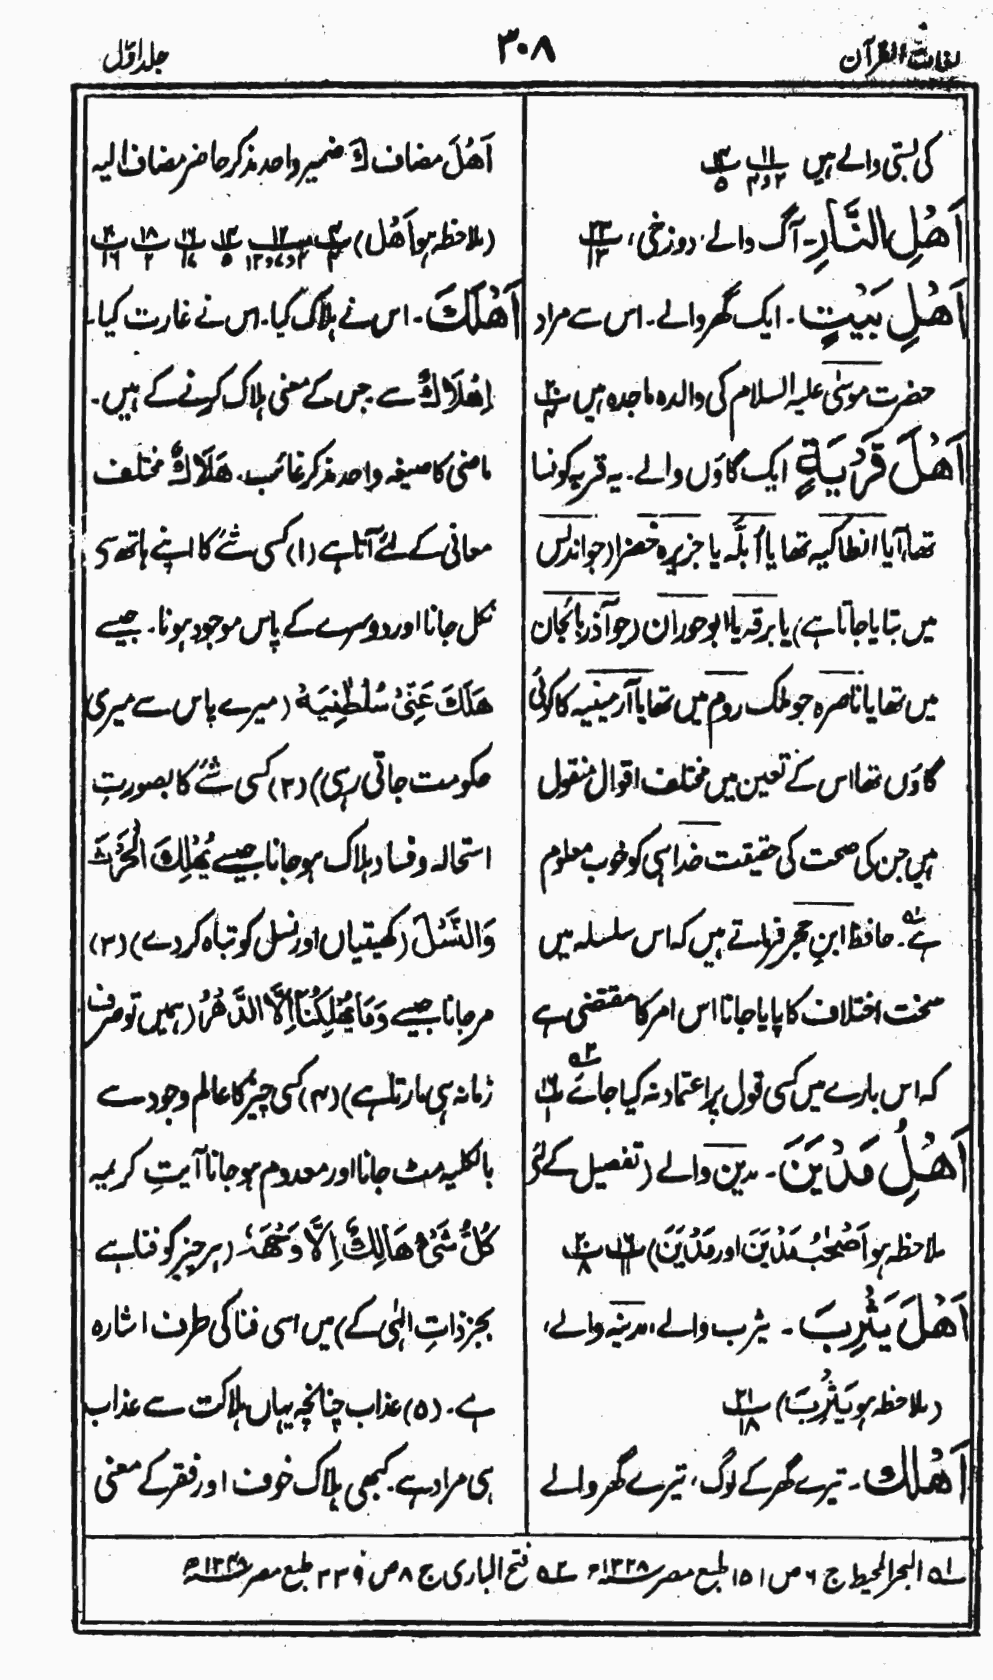 لغات القرآن
۳۰۸
جلد اوّل
کی بستی والے ہیں
اَھْلِ النَّارِ۔ آگ والے، دوزخی،
اَھْلِ بَیْتٍ۔ ایک گھر والے۔ اس سے مراد
حضرت موسٰی علیہ السلام کی والدہ ماجدہ ہیں
اَھْلَ قَرْیَۃٍ ایک گاؤں والے۔ یہ قریہ کونسا
تھا آیا انطاکیہ تھا یا اُبلّہ یا جزیرہ خضرا (جو اندلس
میں بتایا جاتا ہے) یا برقہ یا ابو حوران (جو آذربائجان
میں تھا یا ناصرہ جو ملک روم میں تھا یا آرمینیہ کا کوئی
گاؤں تھا اس کے تعین میں مختلف اقوال منقول
ہیں جن کی صحت کی حقیقت خدا ہی کو خوب معلوم
ہے۔ حافظ ابنِ حجر فرماتے ہیں کہ اس سلسلہ میں
سخت اختلاف کا پایا جانا اس امر کا مقتضی ہے
کہ اس بارے میں کسی قول پر اعتماد نہ کیا جائے
اَھْلُ مَدْیَنَ۔ مدین والے (تفصیل کے لئے
ملاحظہ ہو اَصْحٰبُ مَدْیَنَ اور مَدْیَنَ)
اَھْلَ یَثْرِبَ۔ یثرب والے، مدینہ والے،
(ملاحظہ ہو یَثْرِبَ) ۲۱/۱۸
اَھْلَك۔ تیرے گھر کے لوگ، تیرے گھر والے
اَھْلَ مضاف كَ ضمیر واحد مذکر حاضر مضاف الیہ
(ملاحظہ ہو اَھْل)
اَھْلَكَ۔ اس نے ہلاک کیا۔ اس نے غارت کیا۔
اِھْلَاكٌ سے۔ جس کے معنی ہلاک کرنے کے ہیں۔
ماضی کا صیغہ واحد مذکر غائب۔ ھَلَاكٌ مختلف
معانی کے لئے آتا ہے (۱) کسی شئے کا اپنے ہاتھ سے
نکل جانا اور دوسرے کے پاس موجود ہونا۔ جیسے
ھَلَكَ عَنِّیْ سُلْطٰنِیَہْ (میرے پاس سے میری
حکومت جاتی رہی) (۲) کسی شئے کا بصورتِ
استحالہ و فساد ہلاک ہو جانا جیسے یُھْلِكَ الْحَرْثَ
وَالنَّسْلَ (کھیتیاں اور نسل کو تباہ کر دے) (۳)
مر جانا جیسے وَمَا یُھْلِکُنَا اِلَّا الدَّھْرُ (ہمیں تو صرف
زمانہ ہی مارتا ہے) (۴) کسی چیز کا عالم وجود سے
بالکلیہ مٹ جانا اور معدوم ہو جانا آیتِ کریمہ
کُلُّ شَیْءٍ ھَالِكٌ اِلَّا وَجْھَہٗ (ہر چیز کو فنا ہے
بجز ذاتِ الٰہی کے) میں اسی فنا کی طرف اشارہ
ہے۔ (۵) عذاب چنانچہ یہاں ہلاکت سے عذاب
ہی مراد ہے۔ کبھی ہلاک خوف اور فقر کے معنی
۱؎ البحر المحیط ج ۶ ص ۱۵۱ طبع مصر ۱۳۲۸ھ ۲؎ فتح الباری ج ۸ ص ۲۳۹ طبع مصر